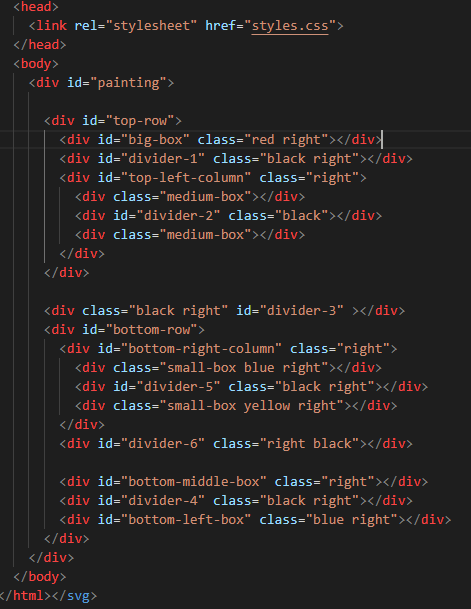 <head>
<link rel="stylesheet" href="styles.css">
</head>
<body>
<div id="painting">
<div id="top-row">
<div id="big-box" class="red right"></div>
<div id="divider-1" class="black right"></div>
<div id="top-left-column" class="right">
<div class="medium-box"></div>
<div id="divider-2" class="black"></div>
<div class="medium-box"></div>
</div>
</div>
<div class="black right" id="divider-3" ></div>
<div id="bottom-row">
<div id="bottom-right-column" class="right">
<div class="small-box blue right"></div>
<div id="divider-5" class="black right"></div>
<div class="small-box yellow right"></div>
</div>
<div id="divider-6" class="right black"></div>
<div id="bottom-middle-box" class="right"></div>
<div id="divider-4" class="black right"></div>
<div id="bottom-left-box" class="blue right"></div>
</div>
</div>
</body>
</html></svg>